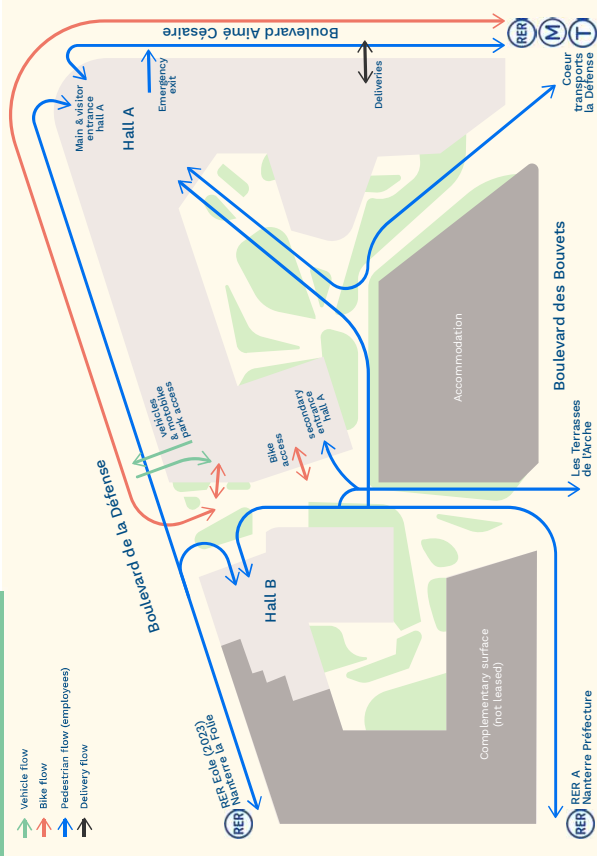 Vehicle flow
Bike flow
Pedestrian flow (employees)
Delivery flow
Boulevard Aimé Césaire
Boulevard de la Défense
Boulevard des Bouvets
RER
M
T
Coeur
transports
la Défense
Deliveries
Emergency
exit
Main & visitor
entrance
hall A
Hall A
vehicles
& motobike
park access
Bike
access
secondary
entrance
hall A
Accommodation
Les Terrasses
de l'Arche
Hall B
Complementary surface
(not leased)
RER
RER Eole (2023)
Nanterre la Folie
RER
RER A
Nanterre Préfecture